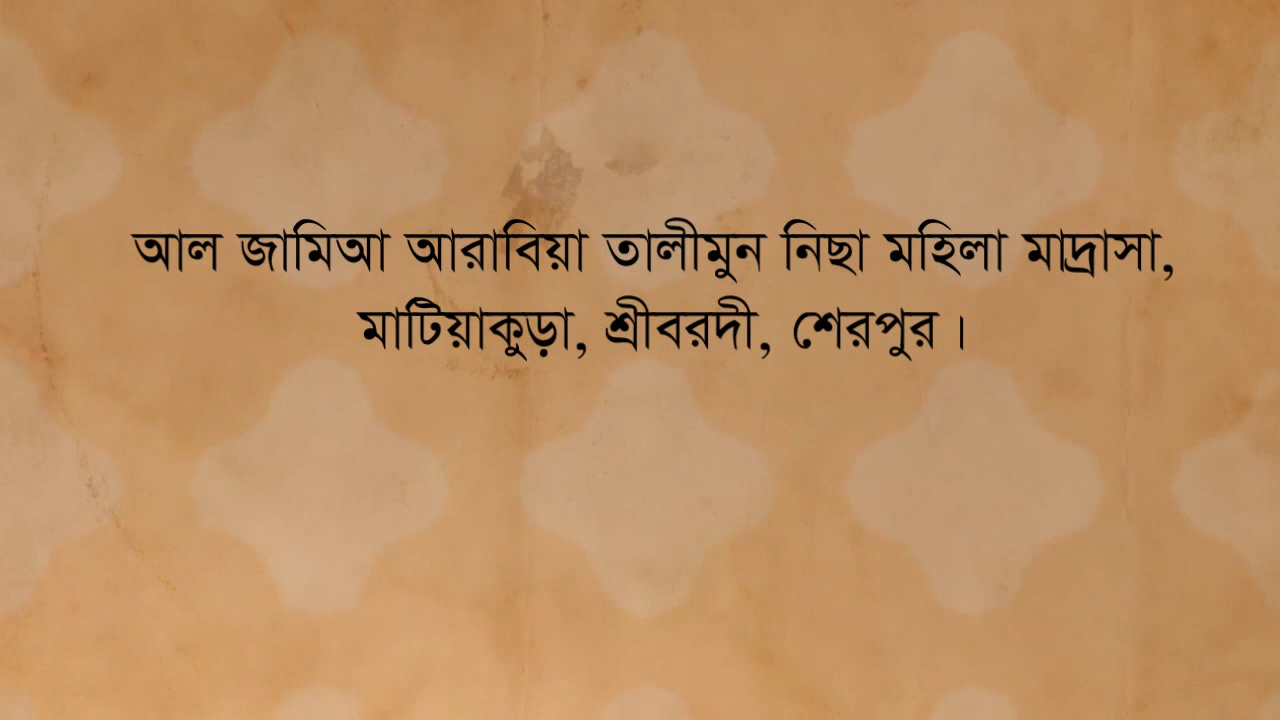 আল জামিআ আরাবিয়া তালীমুন নিছা মহিলা মাদ্রাসা,
মাটিয়াকুড়া, শ্রীবরদী, শেরপুর।